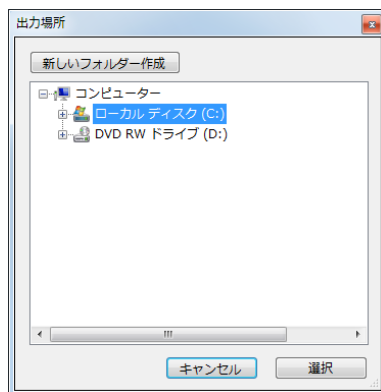 出力場所
新しいフォルダー作成
コンピューター
ローカル ディスク (C:)
DVD RW ドライブ (D:)
キャンセル
選択